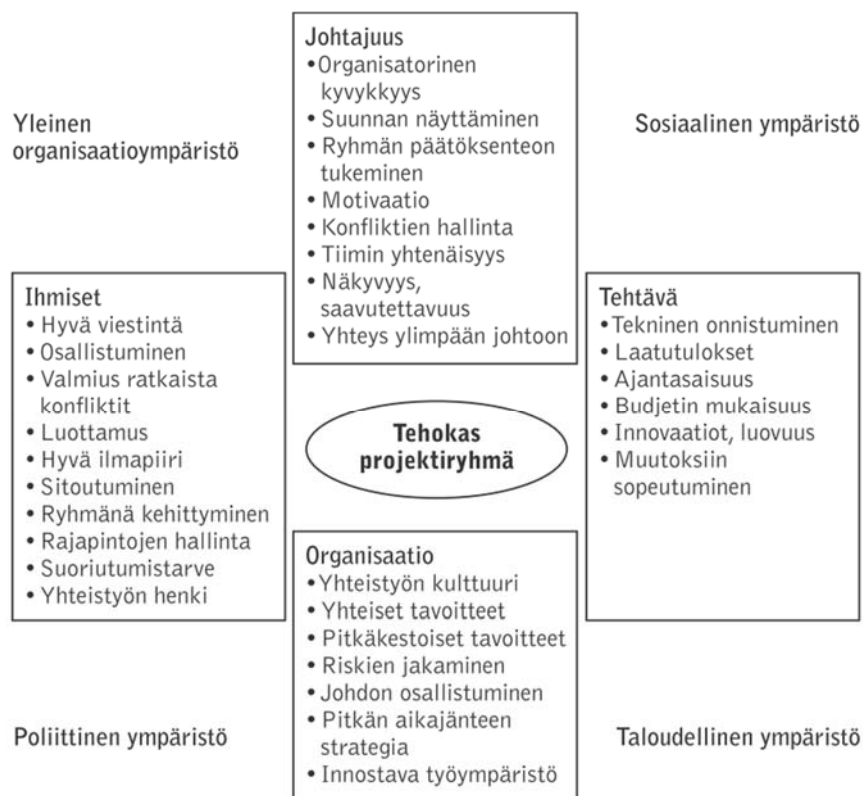 Johtajuus
• Organisatorinen
kyvykkyys
• Suunnan näyttäminen
• Ryhmän päätöksenteon
tukeminen
• Motivaatio
• Konfliktien hallinta
• Tiimin yhtenäisyys
• Näkyvyys,
saavutettavuus
• Yhteys ylimpään johtoon
Yleinen
organisaatioympäristö
Sosiaalinen ympäristö
Ihmiset
• Hyvä viestintä
• Osallistuminen
• Valmius ratkaista
konfliktit
• Luottamus
• Hyvä ilmapiiri
• Sitoutuminen
• Ryhmänä kehittyminen
• Rajapintojen hallinta
• Suoriutumistarve
• Yhteistyön henki
Tehokas
projektiryhmä
Tehtävä
• Tekninen onnistuminen
• Laatutulokset
• Ajantasaisuus
• Budjetin mukaisuus
• Innovaatiot, luovuus
• Muutoksiin
sopeutuminen
Organisaatio
• Yhteistyön kulttuuri
• Yhteiset tavoitteet
• Pitkäkestoiset tavoitteet
• Riskien jakaminen
• Johdon osallistuminen
• Pitkän aikajänteen
strategia
• Innostava työympäristö
Poliittinen ympäristö
Taloudellinen ympäristö